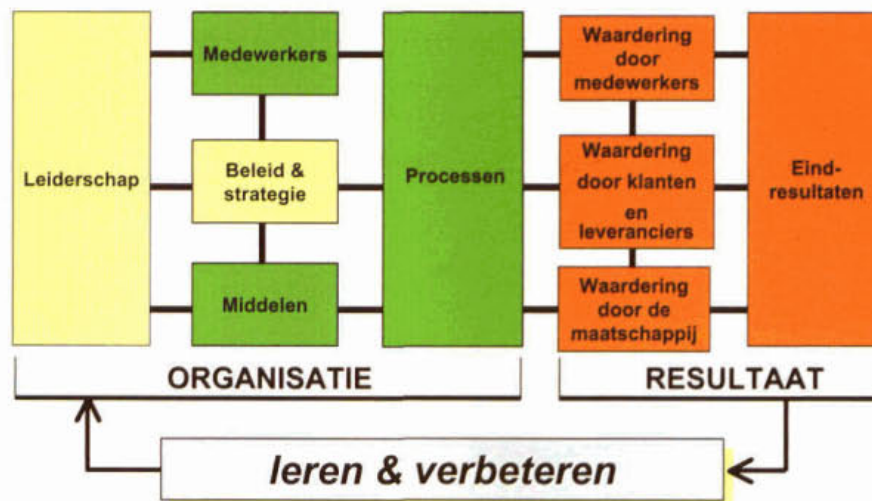 Leiderschap
Medewerkers
Beleid &
strategie
Middelen
Processen
Waardering
door
medewerkers
Waardering
door klanten
en
leveranciers
Waardering
door de
maatschappij
Eind-
resultaten
ORGANISATIE
RESULTAAT
leren & verbeteren